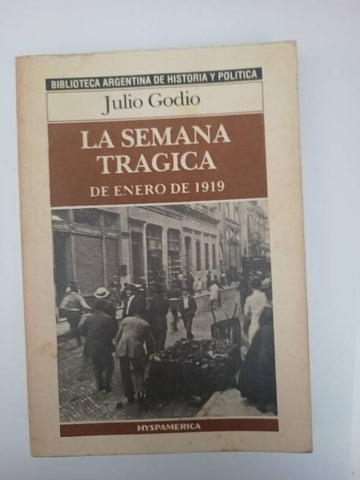 BIBLIOTECA ARGENTINA DE HISTORIA Y POLITICA
Julio Godio
LA SEMANA
TRAGICA
DE ENERO DE 1919
HYSPAMERICA